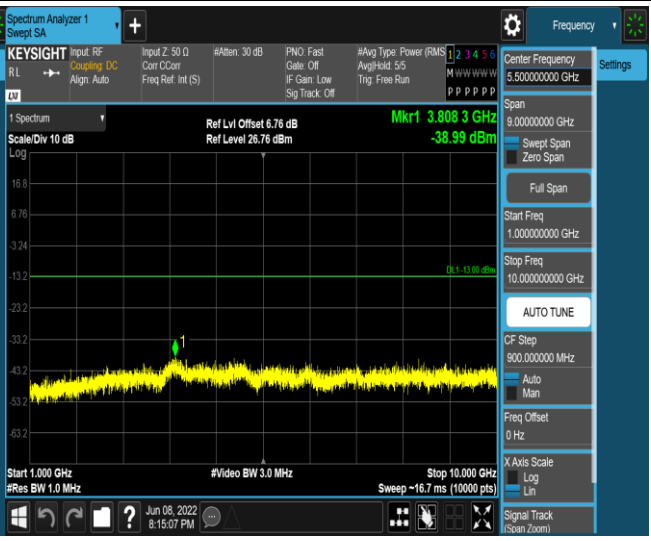 Spectrum Analyzer 1
Swept SA
Frequency
KEYSIGHT
RL
Input: RF
Coupling: DC
Align: Auto
Input Z: 50 Ω
Corr CCorr
Freq Ref: Int (S)
#Atten: 30 dB
PNO: Fast
Gate: Off
IF Gain: Low
Sig Track: Off
#Avg Type: Power (RMS
Avg|Hold: 5/5
Trig: Free Run
1 2 3 4 5 6
M W W W W W
P P P P P P
LXI
1 Spectrum
Scale/Div 10 dB
Log
Ref Lvl Offset 6.76 dB
Ref Level 26.76 dBm
Mkr1 3.808 3 GHz
-38.99 dBm
16.8
6.76
-3.24
-13.2
DL1 -13.00 dBm
-23.2
-33.2
1
-43.2
-53.2
-63.2
Start 1.000 GHz
#Res BW 1.0 MHz
#Video BW 3.0 MHz
Stop 10.000 GHz
Sweep ~16.7 ms (10000 pts)
Jun 08, 2022
8:15:07 PM
Center Frequency
5.500000000 GHz
Settings
Span
9.00000000 GHz
Swept Span
Zero Span
Full Span
Start Freq
1.000000000 GHz
Stop Freq
10.000000000 GHz
AUTO TUNE
CF Step
900.000000 MHz
Auto
Man
Freq Offset
0 Hz
X Axis Scale
Log
Lin
Signal Track
(Span Zoom)